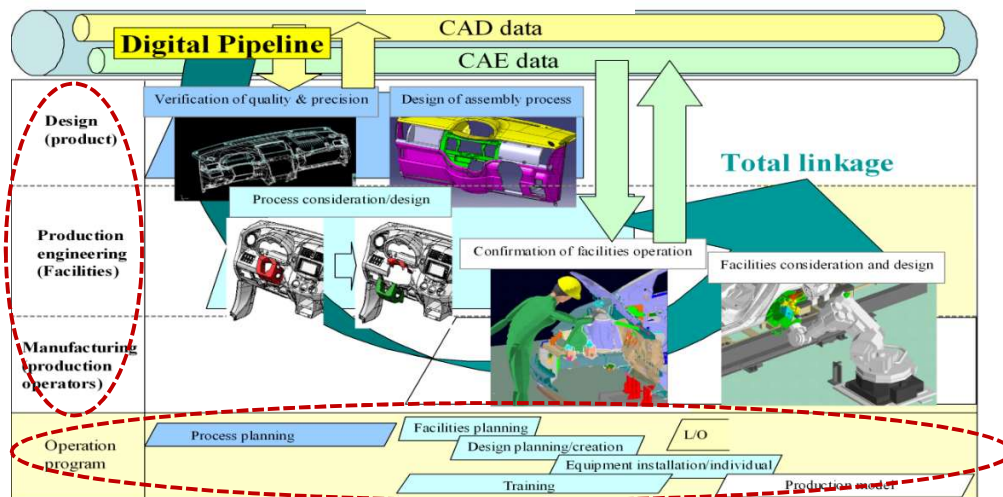 CAD data
Digital Pipeline
CAE data
Verification of quality & precision
Design of assembly process
Design
(product)
Total linkage
Process consideration/design
Production
engineering
(Facilities)
Confirmation of facilities operation
Facilities consideration and design
Manufacturing
(production
operators)
Operation
program
Process planning
Facilities planning
L/O
Design planning/creation
Equipment installation/individual
Training
Production model